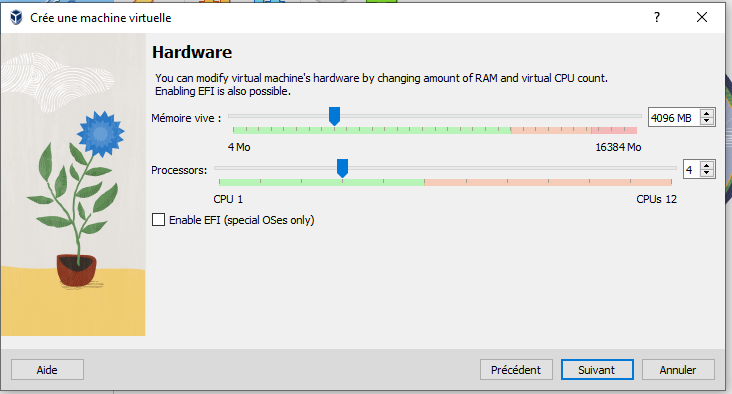 Crée une machine virtuelle
Hardware
You can modify virtual machine's hardware by changing amount of RAM and virtual CPU count.
Enabling EFI is also possible.
Mémoire vive :
4096 MB
4 Mo
16384 Mo
Processors:
4
CPU 1
CPUs 12
Enable EFI (special OSes only)
Aide
Précédent
Suivant
Annuler